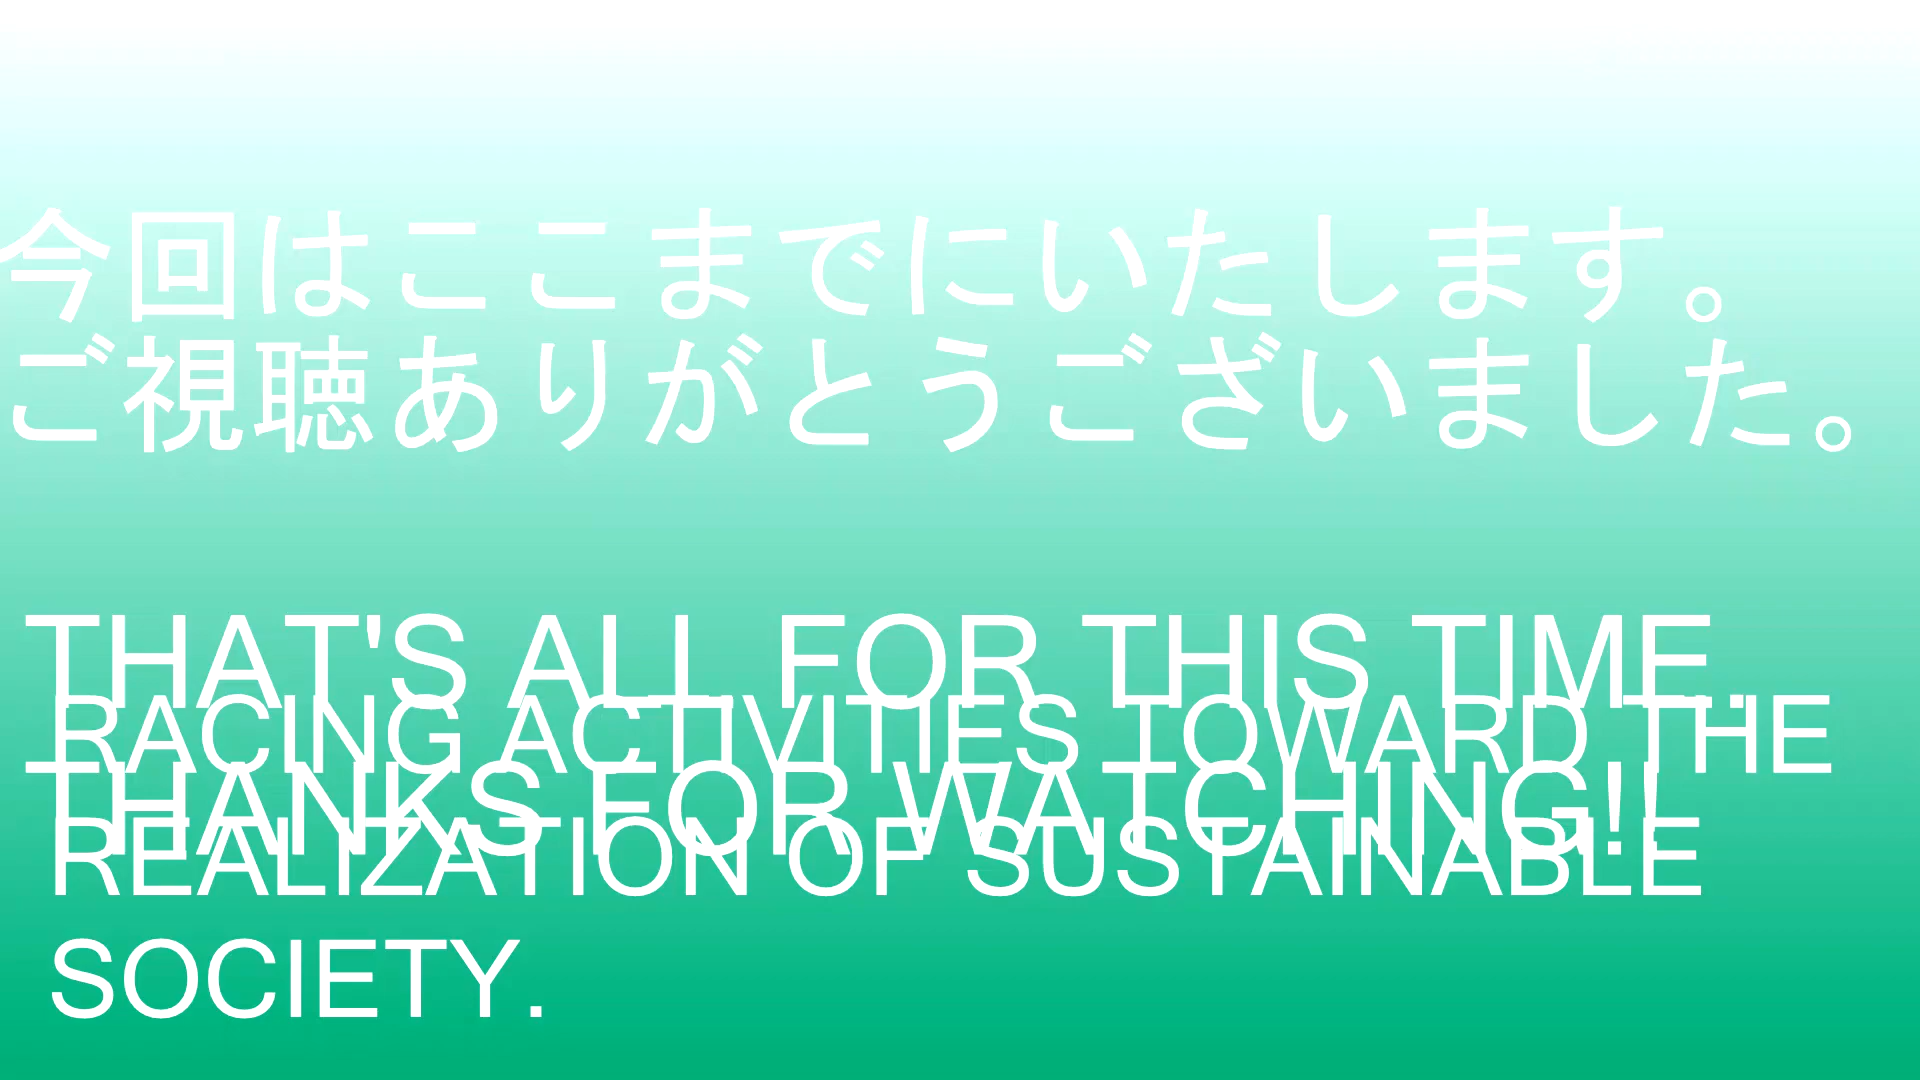 今回はここまでにいたします。
ご視聴ありがとうございました。
THAT'S ALL FOR THIS TIME.
RACING ACTIVITIES TOWARD THE
THANKS FOR WATCHING!!
REALIZATION OF SUSTAINABLE
SOCIETY.